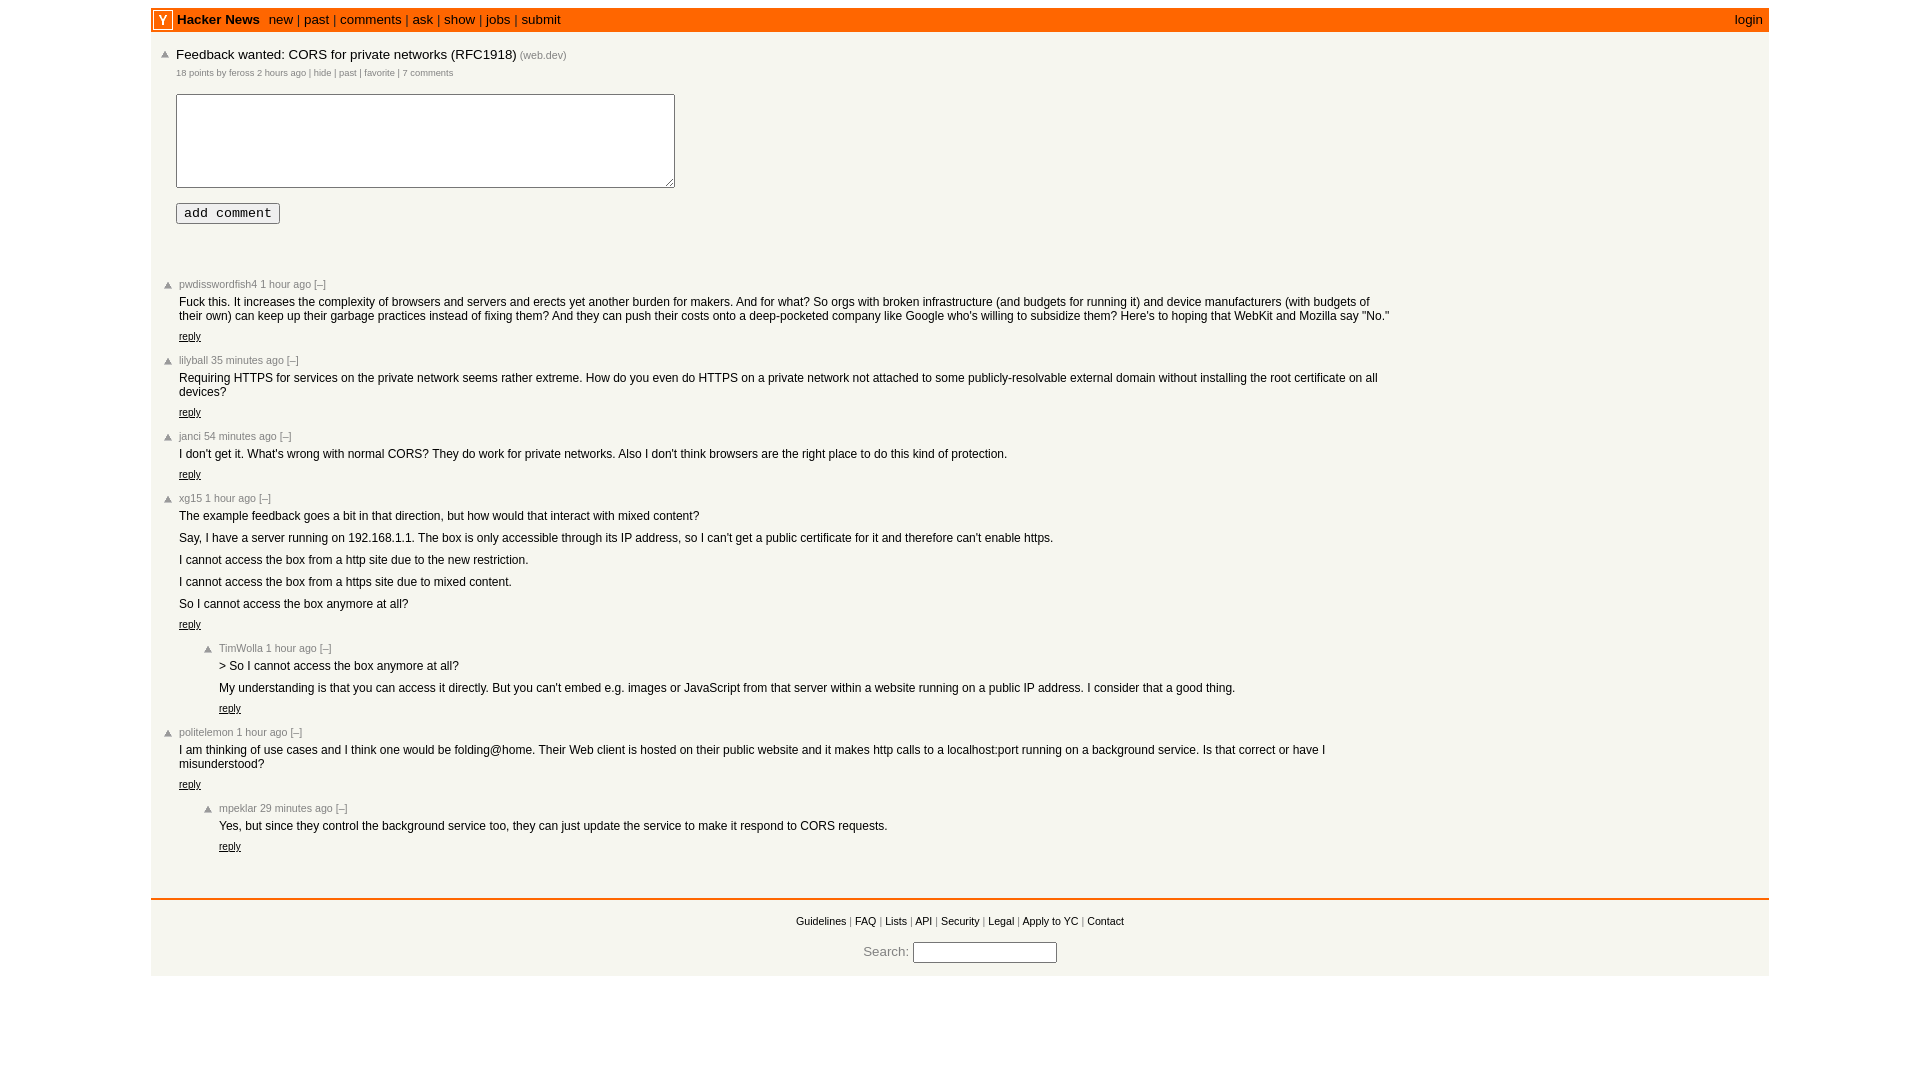 Y Hacker News new | past | comments | ask | show | jobs | submit login
Feedback wanted: CORS for private networks (RFC1918) (web.dev)
18 points by feross 2 hours ago | hide | past | favorite | 7 comments
add comment
pwdisswordfish4 1 hour ago [–]
Fuck this. It increases the complexity of browsers and servers and erects yet another burden for makers. And for what? So orgs with broken infrastructure (and budgets for running it) and device manufacturers (with budgets of
their own) can keep up their garbage practices instead of fixing them? And they can push their costs onto a deep-pocketed company like Google who's willing to subsidize them? Here's to hoping that WebKit and Mozilla say "No."
reply
lilyball 35 minutes ago [–]
Requiring HTTPS for services on the private network seems rather extreme. How do you even do HTTPS on a private network not attached to some publicly-resolvable external domain without installing the root certificate on all
devices?
reply
janci 54 minutes ago [–]
I don't get it. What's wrong with normal CORS? They do work for private networks. Also I don't think browsers are the right place to do this kind of protection.
reply
xg15 1 hour ago [–]
The example feedback goes a bit in that direction, but how would that interact with mixed content?
Say, I have a server running on 192.168.1.1. The box is only accessible through its IP address, so I can't get a public certificate for it and therefore can't enable https.
I cannot access the box from a http site due to the new restriction.
I cannot access the box from a https site due to mixed content.
So I cannot access the box anymore at all?
reply
TimWolla 1 hour ago [–]
> So I cannot access the box anymore at all?
My understanding is that you can access it directly. But you can't embed e.g. images or JavaScript from that server within a website running on a public IP address. I consider that a good thing.
reply
politelemon 1 hour ago [–]
I am thinking of use cases and I think one would be folding@home. Their Web client is hosted on their public website and it makes http calls to a localhost:port running on a background service. Is that correct or have I
misunderstood?
reply
mpeklar 29 minutes ago [–]
Yes, but since they control the background service too, they can just update the service to make it respond to CORS requests.
reply
Guidelines | FAQ | Lists | API | Security | Legal | Apply to YC | Contact
Search: